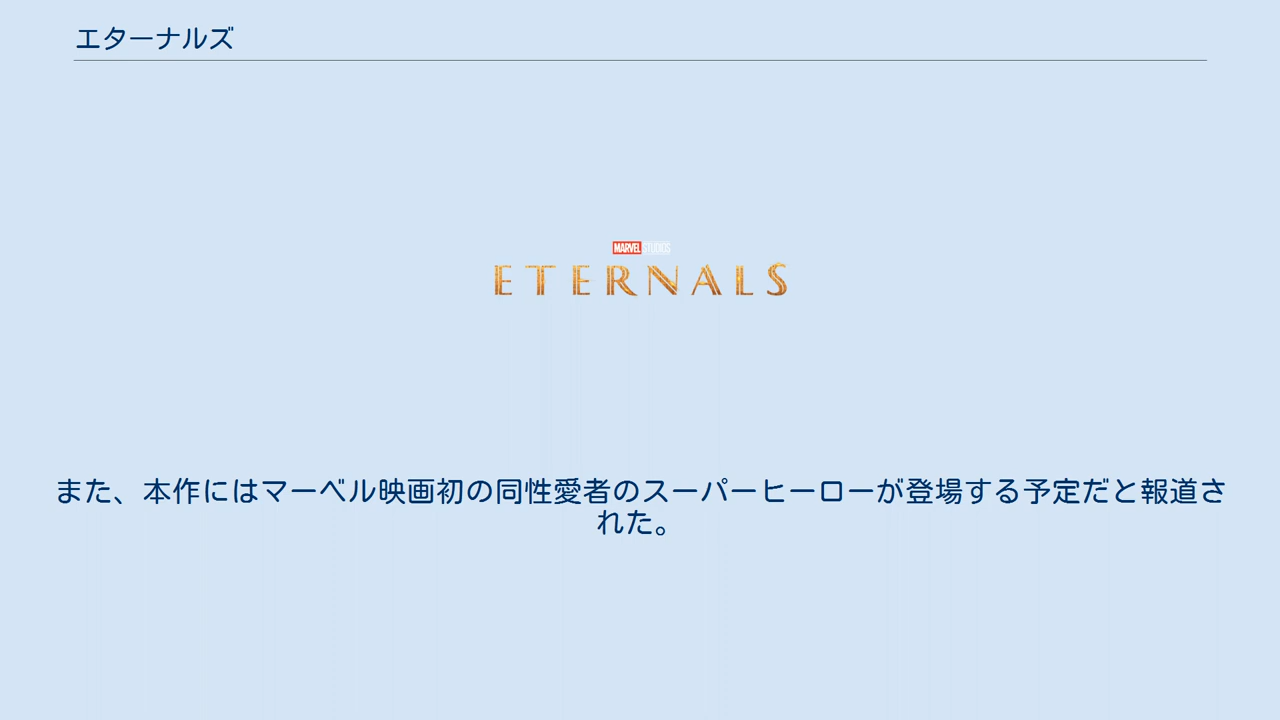 エターナルズ
MARVEL STUDIOS
ETERNALS
また、本作にはマーベル映画初の同性愛者のスーパーヒーローが登場する予定だと報道さ
れた。